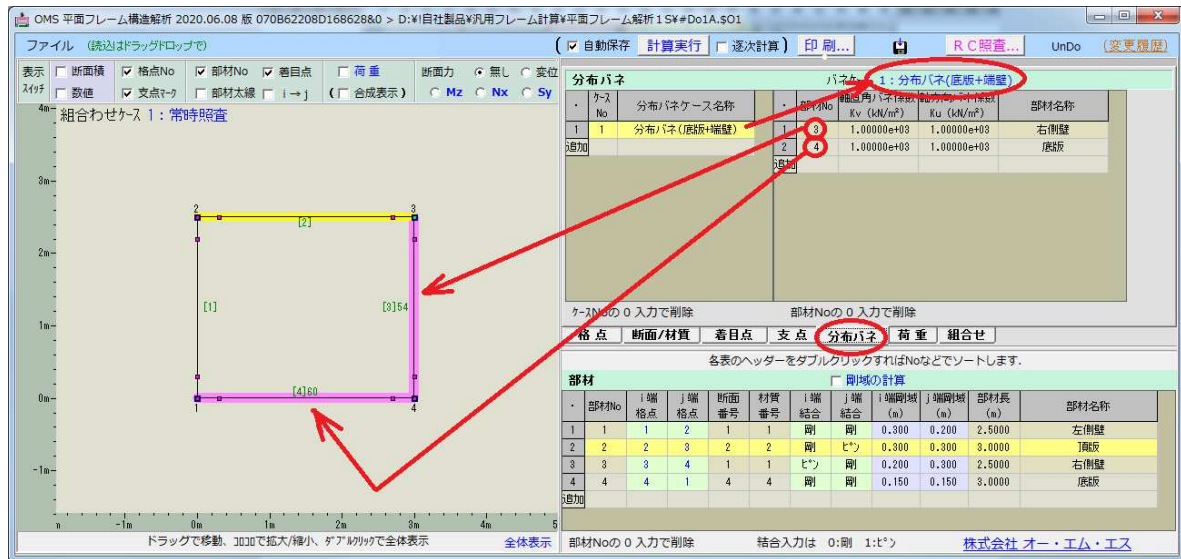 OMS 平面フレーム構造解析 2020.06.08 版 070B62208D168628&0 > D:¥!自社製品¥汎用フレーム計算¥平面フレーム解析1S¥#Do1A.$O1
ファイル (読込はドラッグドロップで)
( 自動保存 計算実行 逐次計算 ) 印刷... RC照査... UnDo (変更履歴)
表示 断面積 格点No 部材No 着目点 荷重 断面力 無し 変位
スイッチ 数値 支点マーク 部材太線 i→j (合成表示) Mz Nx Sy
組合わせケース 1:常時照査
4m
3m
2m
1m
0m
-1m
2 3
[2]
[1] [3]54
[4]60
1 4
-1m 0m 1m 2m 3m 4m 5
ドラッグで移動、コロコロで拡大/縮小、ダブルクリックで全体表示 全体表示
分布バネ
1:分布バネ(底版+端壁)
・ ケースNo 分布バネケース名称
1 1 分布バネ(底版+端壁)
追加
・ 部材No Kv (kN/m²) Ku (kN/m²) 部材名称
1 3 1.00000e+03 1.00000e+03 右側壁
2 4 1.00000e+03 1.00000e+03 底版
追加
ケースNoの 0 入力で削除 部材Noの 0 入力で削除
格点 断面/材質 着目点 支点 分布バネ 荷重 組合せ
各表のヘッダーをダブルクリックすればNoなどでソートします.
部材 剛域の計算
・ 部材No i端格点 j端格点 断面番号 材質番号 i端結合 j端結合 i端剛域(m) j端剛域(m) 部材長(m) 部材名称
1 1 1 2 1 1 剛 剛 0.300 0.200 2.5000 左側壁
2 2 2 3 2 2 剛 ピン 0.300 0.300 3.0000 頂版
3 3 3 4 1 1 ピン 剛 0.200 0.300 2.5000 右側壁
4 4 4 1 4 4 剛 剛 0.150 0.150 3.0000 底版
追加
部材Noの 0 入力で削除 結合入力は 0:剛 1:ピン 株式会社 オー・エム・エス